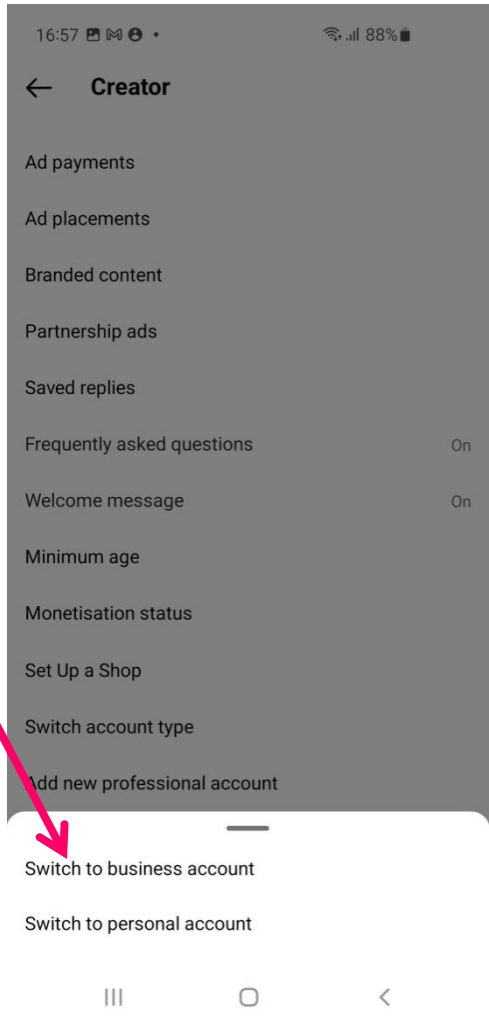 16:57 88%
Creator
Ad payments
Ad placements
Branded content
Partnership ads
Saved replies
Frequently asked questions On
Welcome message On
Minimum age
Monetisation status
Set Up a Shop
Switch account type
Add new professional account
Switch to business account
Switch to personal account